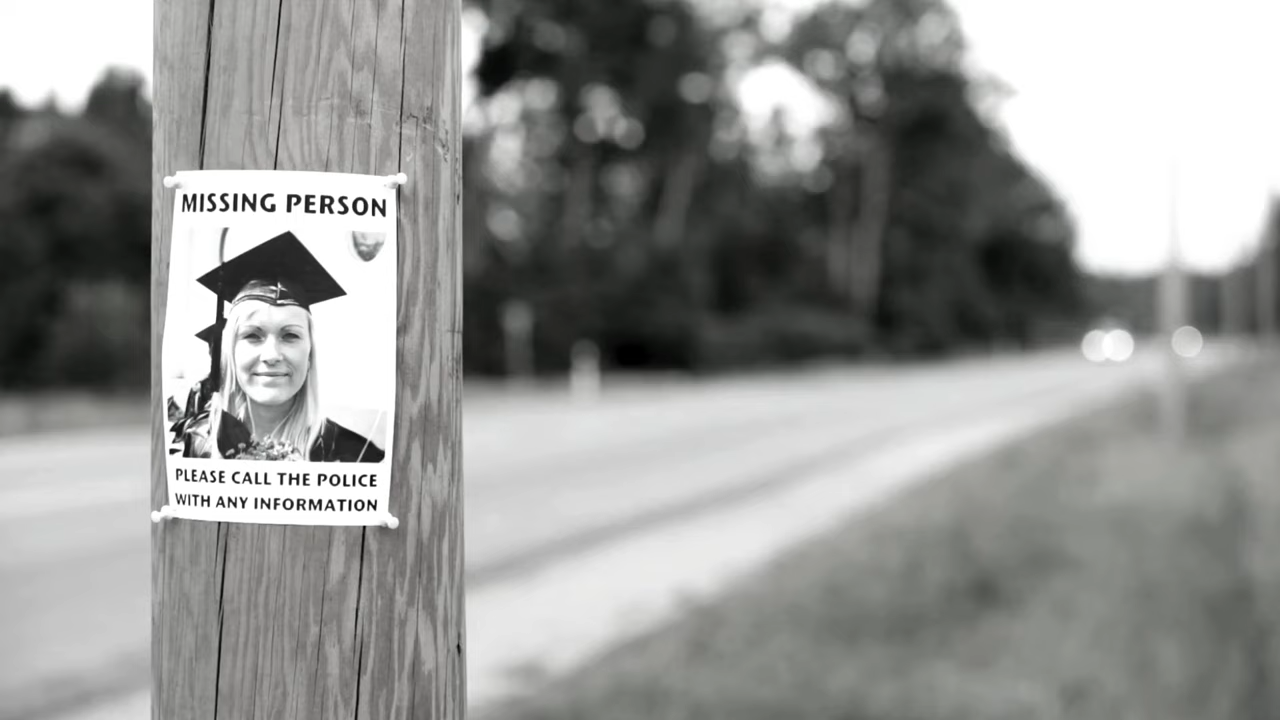 MISSING PERSON
PLEASE CALL THE POLICE
WITH ANY INFORMATION